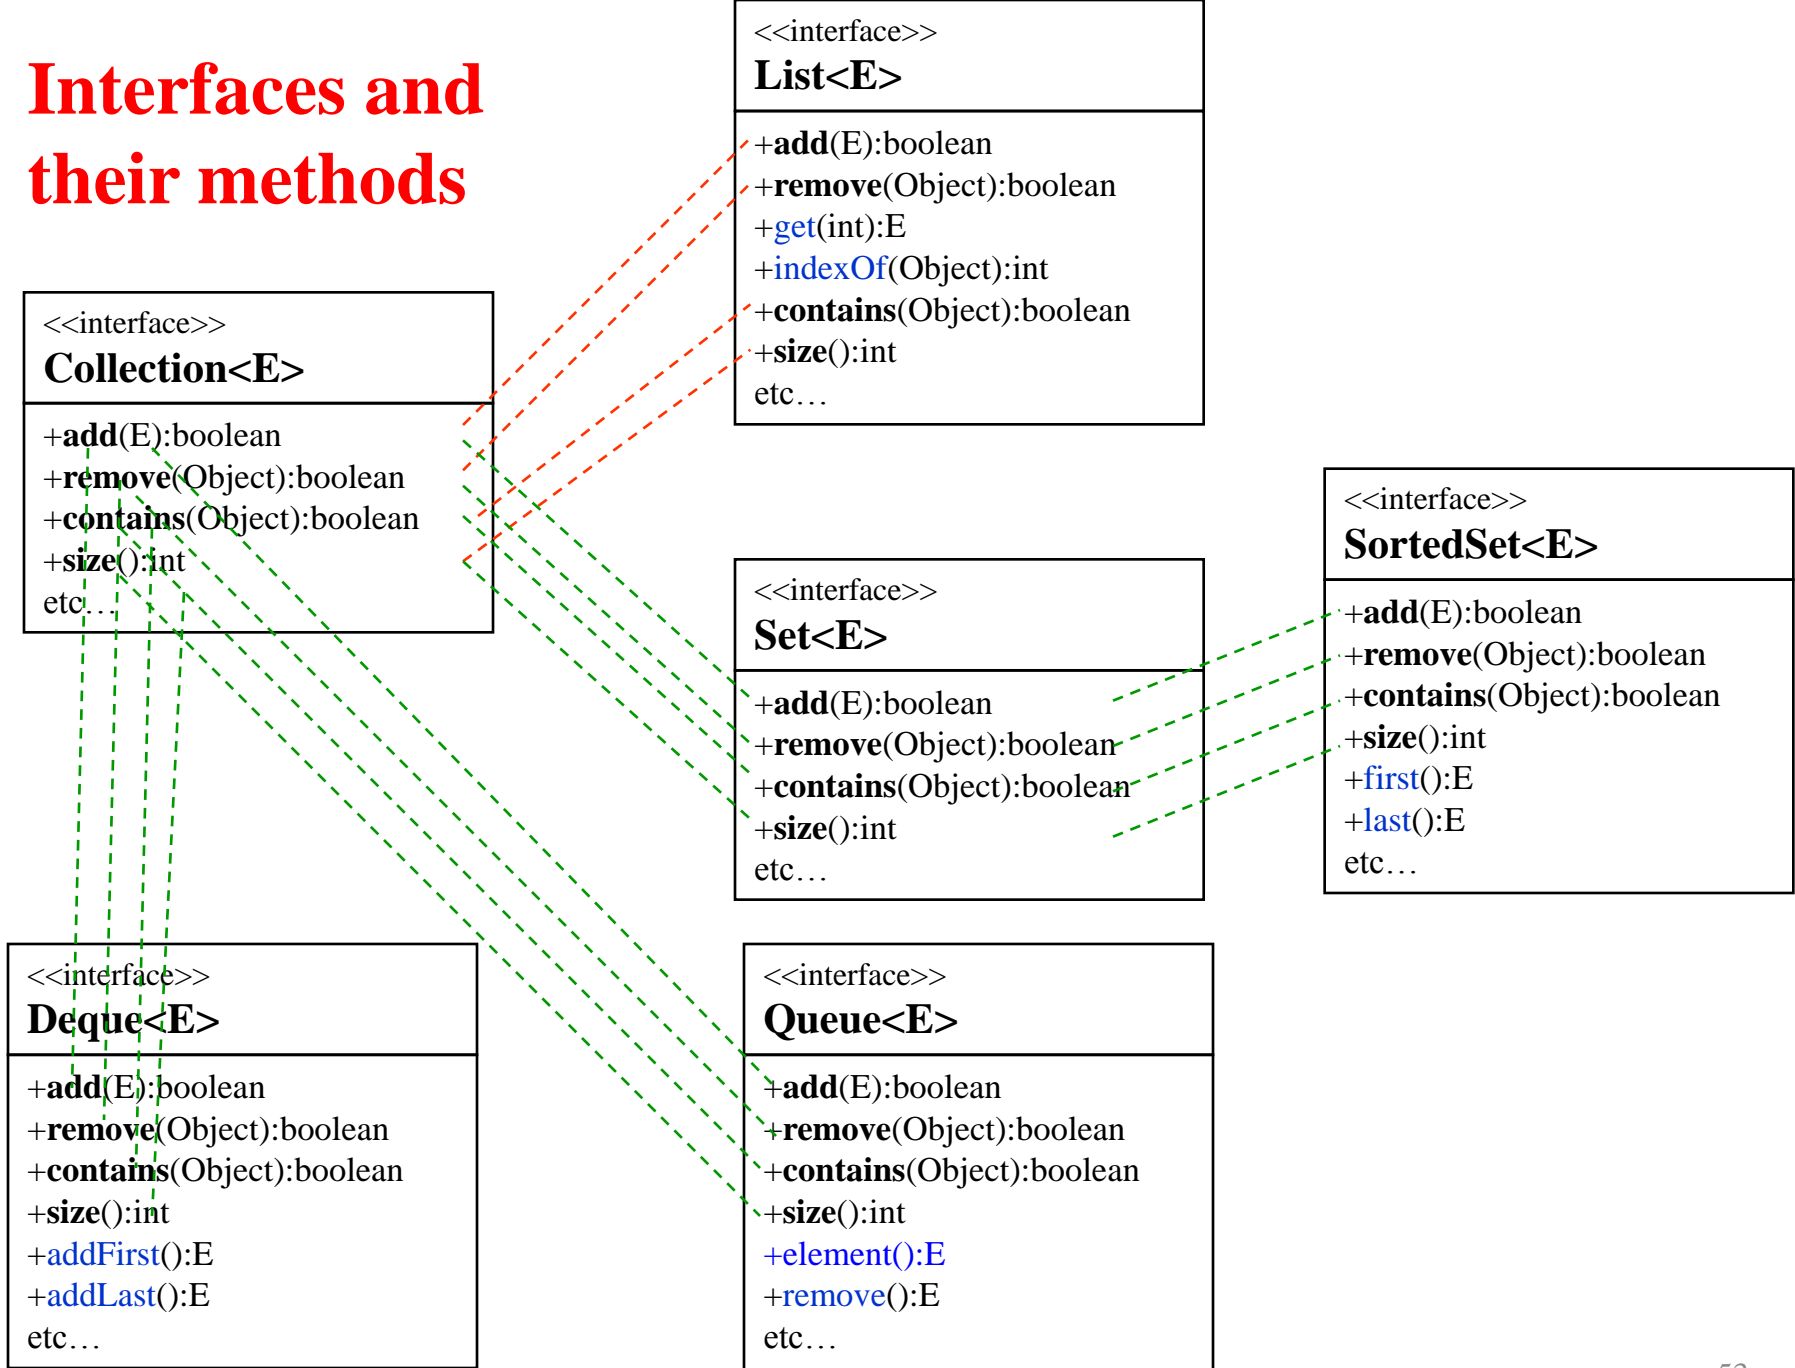 Interfaces and
their methods
<<interface>>
List<E>
+add(E):boolean
+remove(Object):boolean
+get(int):E
+indexOf(Object):int
+contains(Object):boolean
+size():int
etc…
<<interface>>
Collection<E>
+add(E):boolean
+remove(Object):boolean
+contains(Object):boolean
+size():int
etc…
<<interface>>
Set<E>
+add(E):boolean
+remove(Object):boolean
+contains(Object):boolean
+size():int
etc…
<<interface>>
SortedSet<E>
+add(E):boolean
+remove(Object):boolean
+contains(Object):boolean
+size():int
+first():E
+last():E
etc…
<<interface>>
Deque<E>
+add(E):boolean
+remove(Object):boolean
+contains(Object):boolean
+size():int
+addFirst():E
+addLast():E
etc…
<<interface>>
Queue<E>
+add(E):boolean
+remove(Object):boolean
+contains(Object):boolean
+size():int
+element():E
+remove():E
etc…